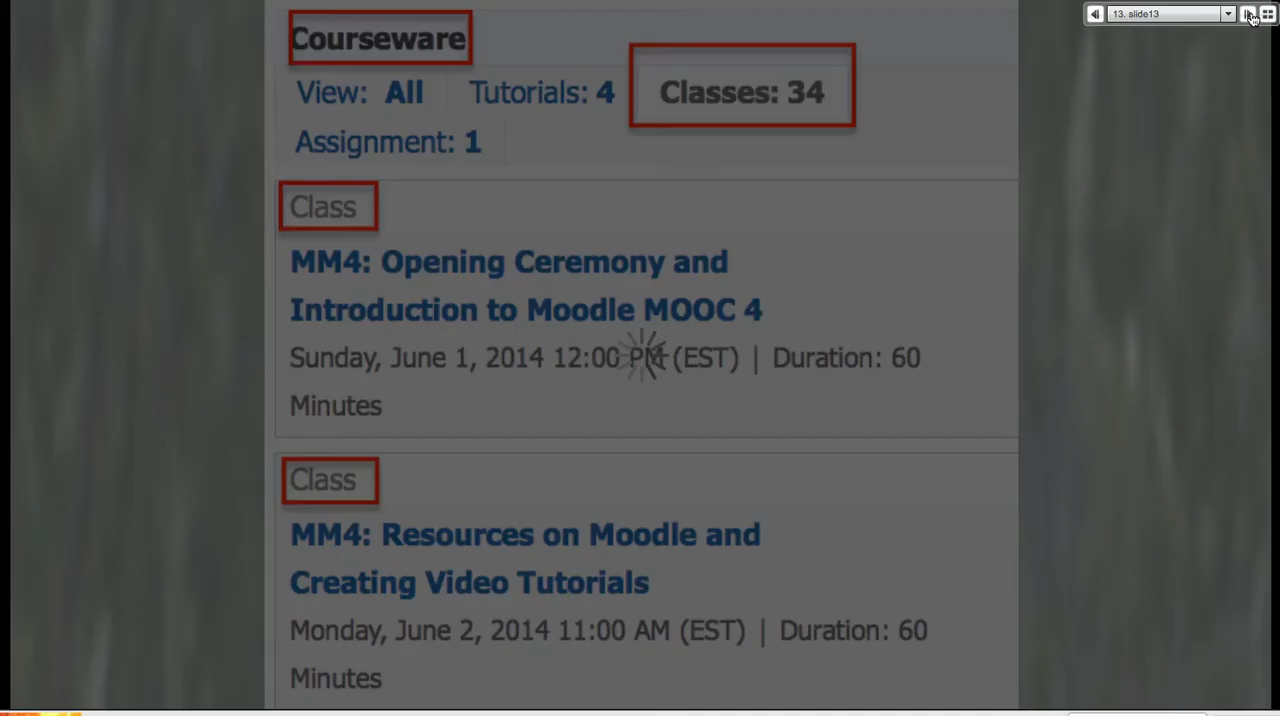 13. slide13
Courseware
View: All Tutorials: 4 Classes: 34
Assignment: 1
Class
MM4: Opening Ceremony and
Introduction to Moodle MOOC 4
Sunday, June 1, 2014 12:00 PM (EST) | Duration: 60
Minutes
Class
MM4: Resources on Moodle and
Creating Video Tutorials
Monday, June 2, 2014 11:00 AM (EST) | Duration: 60
Minutes